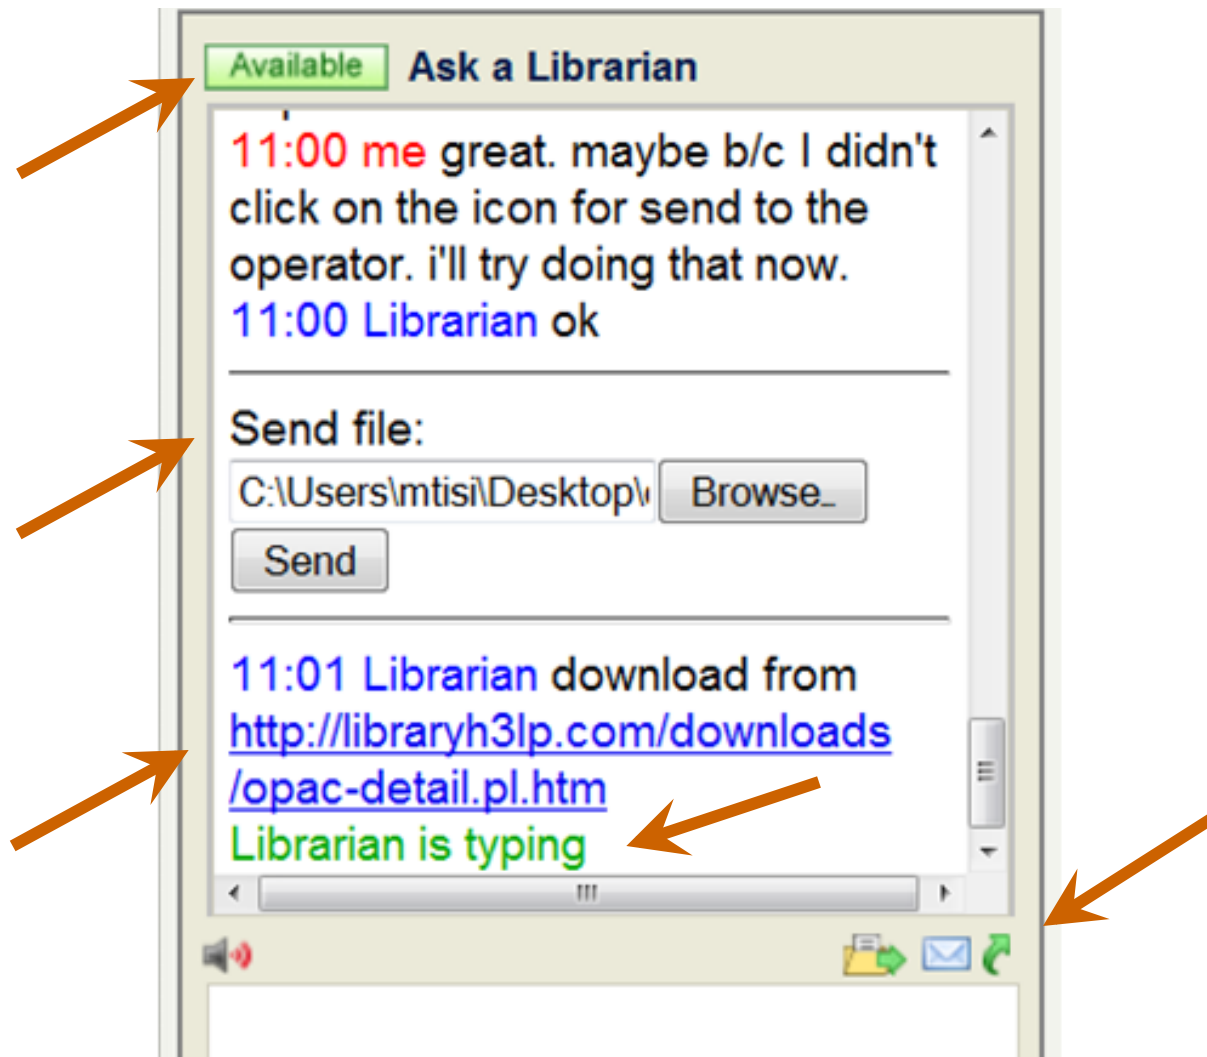 Available Ask a Librarian
11:00 me great. maybe b/c I didn't
click on the icon for send to the
operator. i'll try doing that now.
11:00 Librarian ok
Send file:
C:\Users\mtisi\Desktop\ Browse...
Send
11:01 Librarian download from
http://libraryh3lp.com/downloads
/opac-detail.pl.htm
Librarian is typing